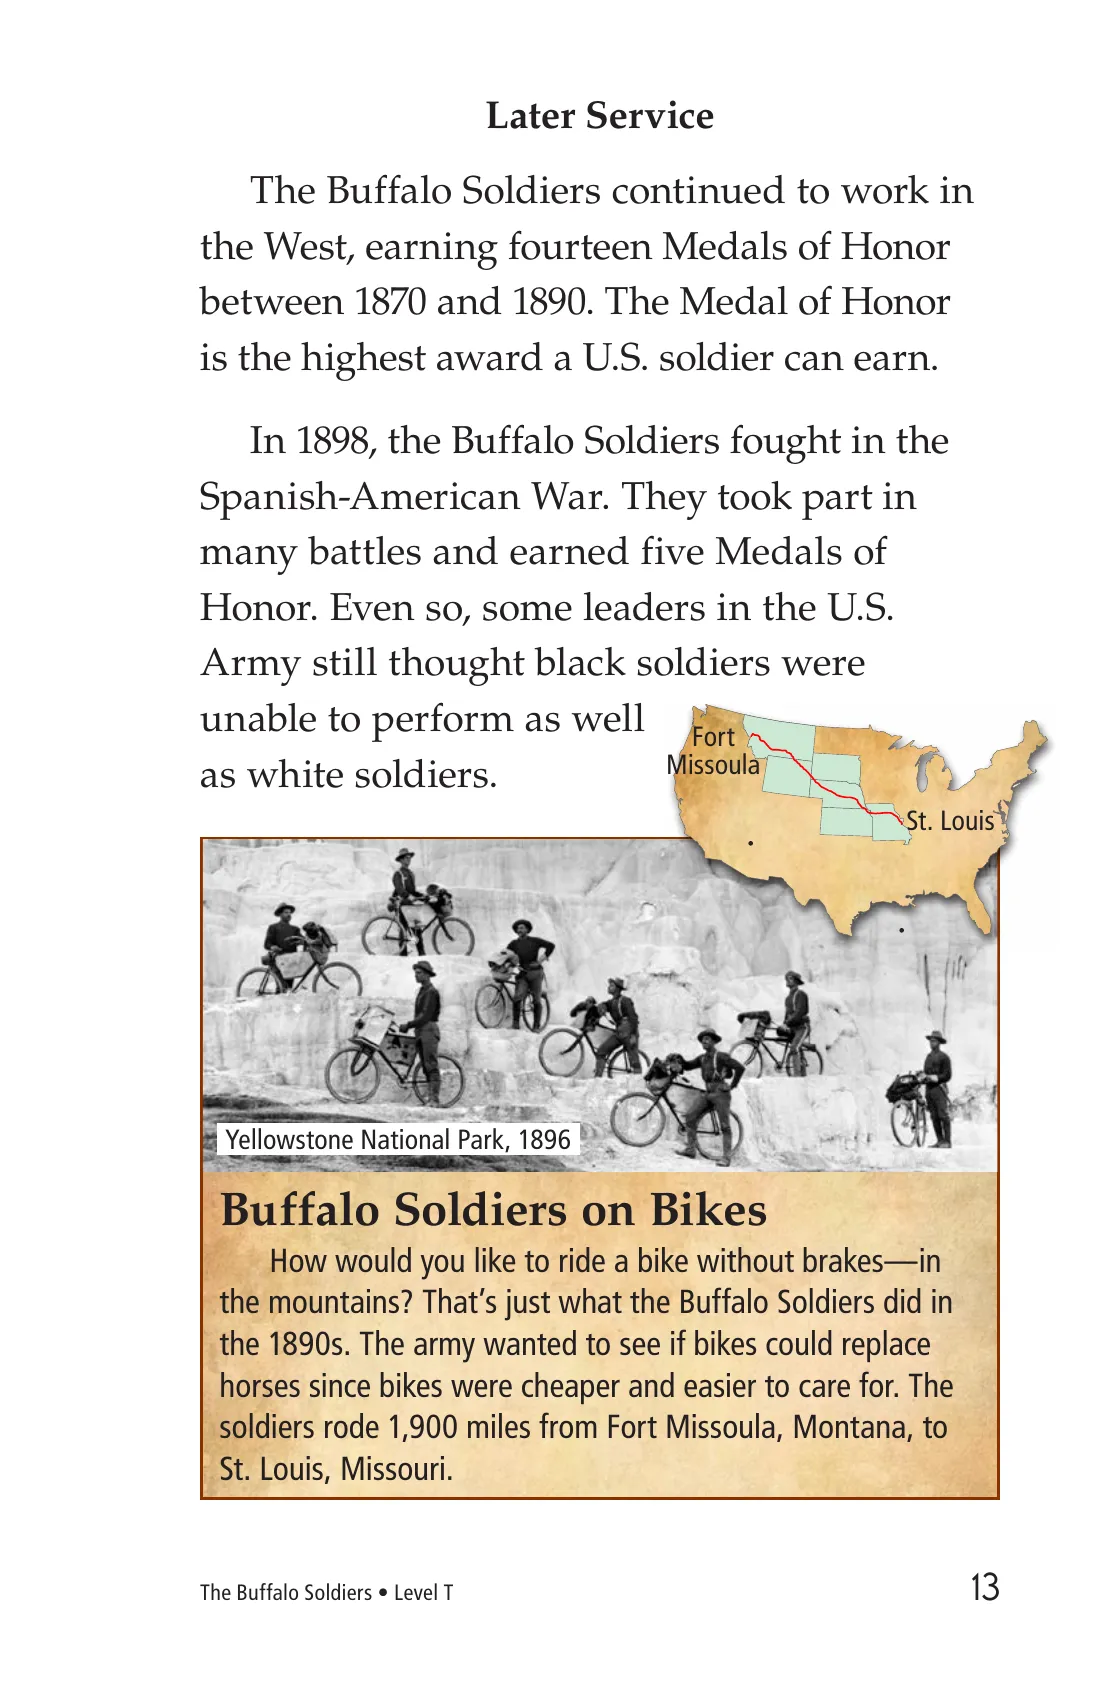 Later Service
The Buffalo Soldiers continued to work in
the West, earning fourteen Medals of Honor
between 1870 and 1890. The Medal of Honor
is the highest award a U.S. soldier can earn.
In 1898, the Buffalo Soldiers fought in the
Spanish-American War. They took part in
many battles and earned five Medals of
Honor. Even so, some leaders in the U.S.
Army still thought black soldiers were
unable to perform as well
as white soldiers.
Fort
Missoula
St. Louis
Yellowstone National Park, 1896
Buffalo Soldiers on Bikes
How would you like to ride a bike without brakes—in
the mountains? That’s just what the Buffalo Soldiers did in
the 1890s. The army wanted to see if bikes could replace
horses since bikes were cheaper and easier to care for. The
soldiers rode 1,900 miles from Fort Missoula, Montana, to
St. Louis, Missouri.
The Buffalo Soldiers • Level T
13